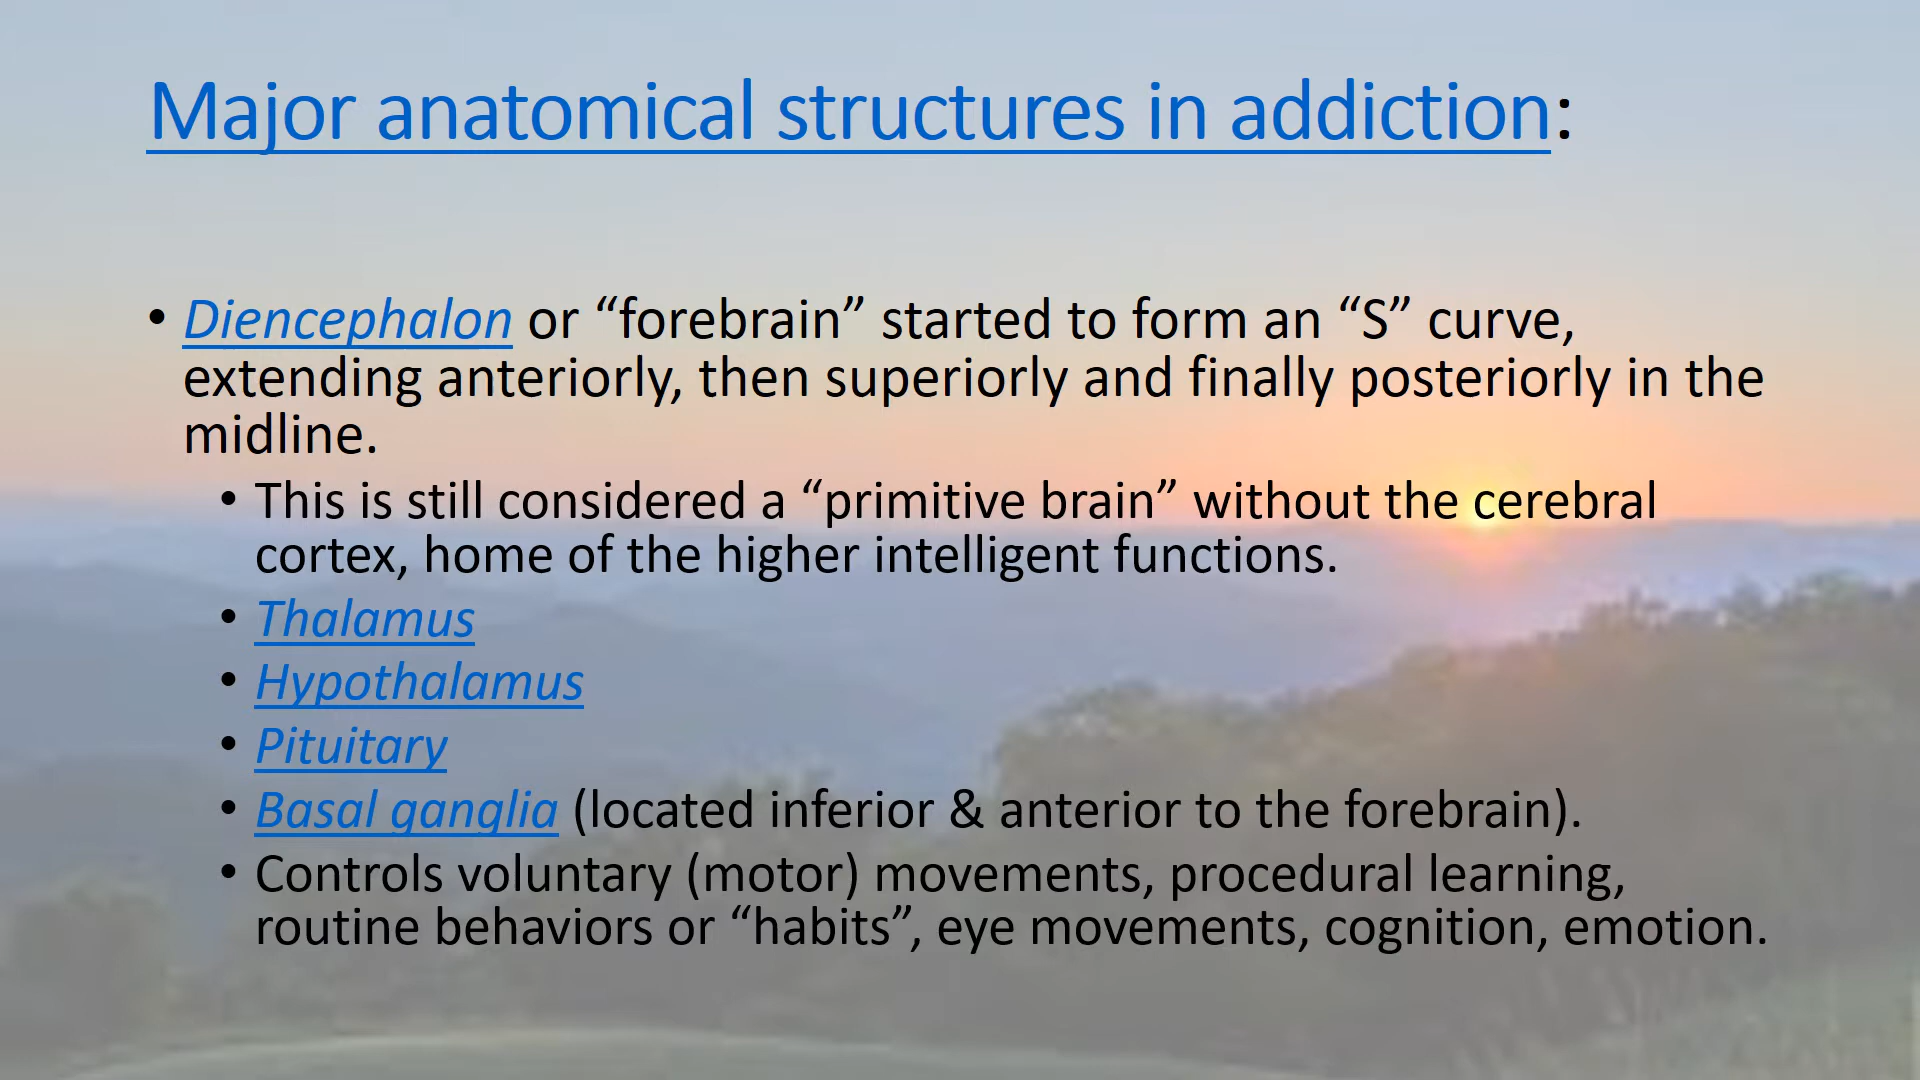 Major anatomical structures in addiction:
• Diencephalon or “forebrain” started to form an “S” curve,
extending anteriorly, then superiorly and finally posteriorly in the
midline.
• This is still considered a “primitive brain” without the cerebral
cortex, home of the higher intelligent functions.
• Thalamus
• Hypothalamus
• Pituitary
• Basal ganglia (located inferior & anterior to the forebrain).
• Controls voluntary (motor) movements, procedural learning,
routine behaviors or “habits”, eye movements, cognition, emotion.